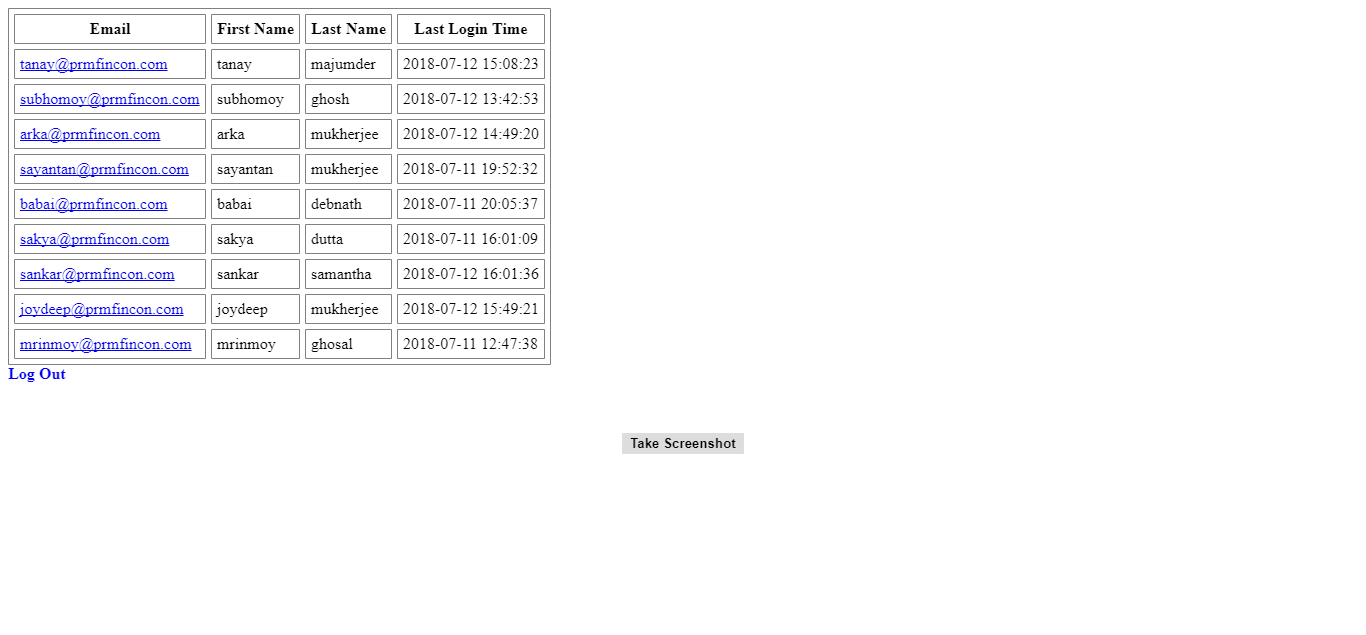 Email First Name Last Name Last Login Time
tanay@prmfincon.com tanay majumder 2018-07-12 15:08:23
subhomoy@prmfincon.com subhomoy ghosh 2018-07-12 13:42:53
arka@prmfincon.com arka mukherjee 2018-07-12 14:49:20
sayantan@prmfincon.com sayantan mukherjee 2018-07-11 19:52:32
babai@prmfincon.com babai debnath 2018-07-11 20:05:37
sakya@prmfincon.com sakya dutta 2018-07-11 16:01:09
sankar@prmfincon.com sankar samantha 2018-07-12 16:01:36
joydeep@prmfincon.com joydeep mukherjee 2018-07-12 15:49:21
mrinmoy@prmfincon.com mrinmoy ghosal 2018-07-11 12:47:38
Log Out
Take Screenshot